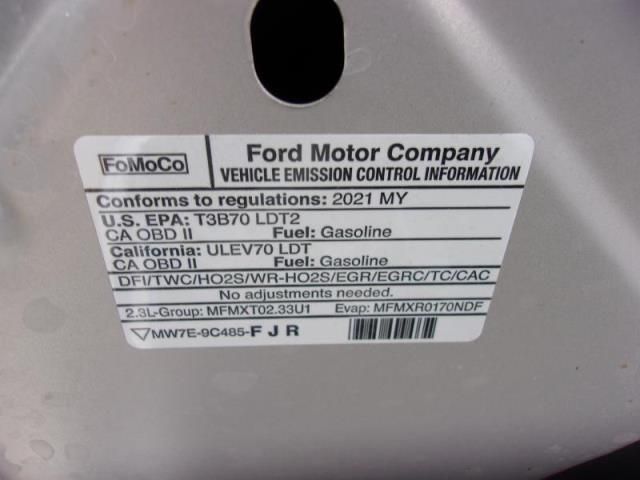 FoMoCo
Ford Motor Company
VEHICLE EMISSION CONTROL INFORMATION
Conforms to regulations: 2021 MY
U.S. EPA: T3B70 LDT2
CA OBD II Fuel: Gasoline
California: ULEV70 LDT
CA OBD II Fuel: Gasoline
DFI/TWC/HO2S/WR-HO2S/EGR/EGRC/TC/CAC
No adjustments needed.
2.3L-Group: MFMXT02.33U1 Evap: MFMXR0170NDF
MW7E-9C485-F J R